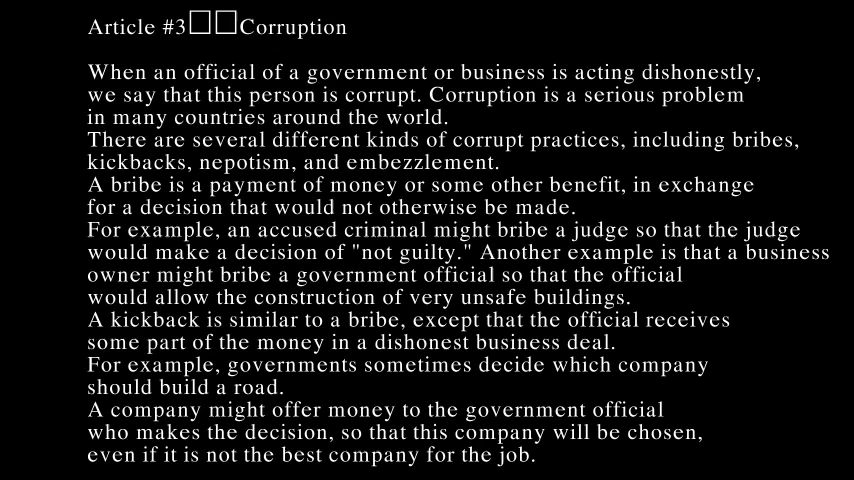 Article #3□□Corruption
When an official of a government or business is acting dishonestly,
we say that this person is corrupt. Corruption is a serious problem
in many countries around the world.
There are several different kinds of corrupt practices, including bribes,
kickbacks, nepotism, and embezzlement.
A bribe is a payment of money or some other benefit, in exchange
for a decision that would not otherwise be made.
For example, an accused criminal might bribe a judge so that the judge
would make a decision of "not guilty." Another example is that a business
owner might bribe a government official so that the official
would allow the construction of very unsafe buildings.
A kickback is similar to a bribe, except that the official receives
some part of the money in a dishonest business deal.
For example, governments sometimes decide which company
should build a road.
A company might offer money to the government official
who makes the decision, so that this company will be chosen,
even if it is not the best company for the job.